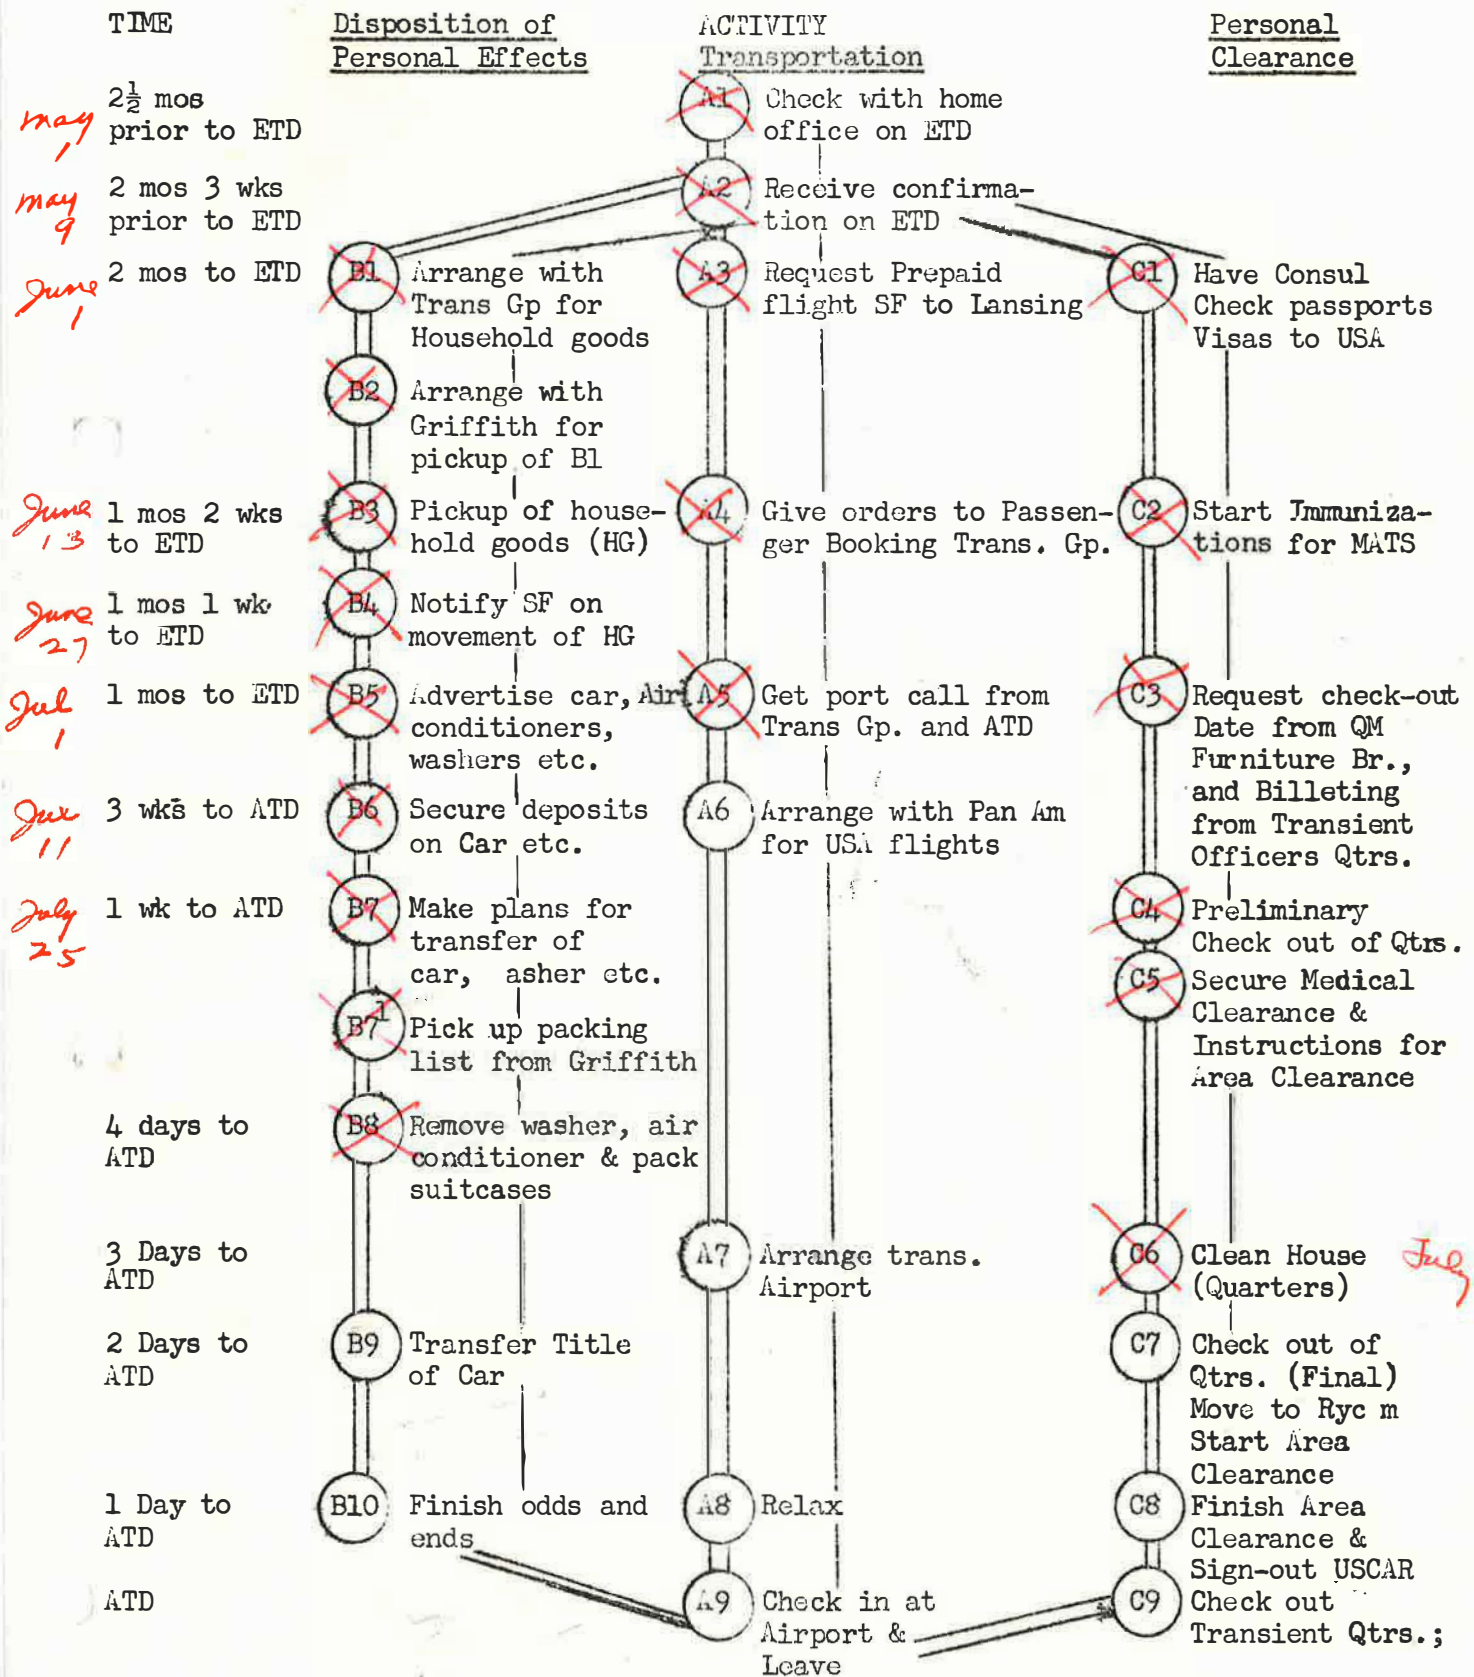 TIME
Disposition of
Personal Effects
ACTIVITY
Transportation
Personal
Clearance
May
1
2½ mos
prior to ETD
A1
Check with home
office on ETD
May
9
2 mos 3 wks
prior to ETD
A2
Receive confirma-
tion on ETD
June
1
2 mos to ETD
B1
Arrange with
Trans Gp for
Household goods
A3
Request Prepaid
flight SF to Lansing
C1
Have Consul
Check passports
Visas to USA
B2
Arrange with
Griffith for
pickup of B1
June
13
1 mos 2 wks
to ETD
B3
Pickup of house-
hold goods (HG)
A4
Give orders to Passen-
ger Booking Trans. Gp.
C2
Start Immuniza-
tions for MATS
June
27
1 mos 1 wk
to ETD
B4
Notify SF on
movement of HG
Jul
1
1 mos to ETD
B5
Advertise car, Air
conditioners,
washers etc.
A5
Get port call from
Trans Gp. and ATD
C3
Request check-out
Date from QM
Furniture Br.,
and Billeting
from Transient
Officers Qtrs.
11
3 wks to ATD
B6
Secure deposits
on Car etc.
A6
Arrange with Pan Am
for USA flights
July
25
1 wk to ATD
B7
Make plans for
transfer of
car, asher etc.
C4
Preliminary
Check out of Qtrs.
B7 1
Pick up packing
list from Griffith
C5
Secure Medical
Clearance &
Instructions for
Area Clearance
4 days to
ATD
B8
Remove washer, air
conditioner & pack
suitcases
3 Days to
ATD
A7
Arrange trans.
Airport
C6
Clean House
(Quarters)
July
2 Days to
ATD
B9
Transfer Title
of Car
C7
Check out of
Qtrs. (Final)
Move to Ryc m
Start Area
Clearance
1 Day to
ATD
B10
Finish odds and
ends
A8
Relax
C8
Finish Area
Clearance &
Sign-out USCAR
ATD
A9
Check in at
Airport &
Leave
C9
Check out
Transient Qtrs.;